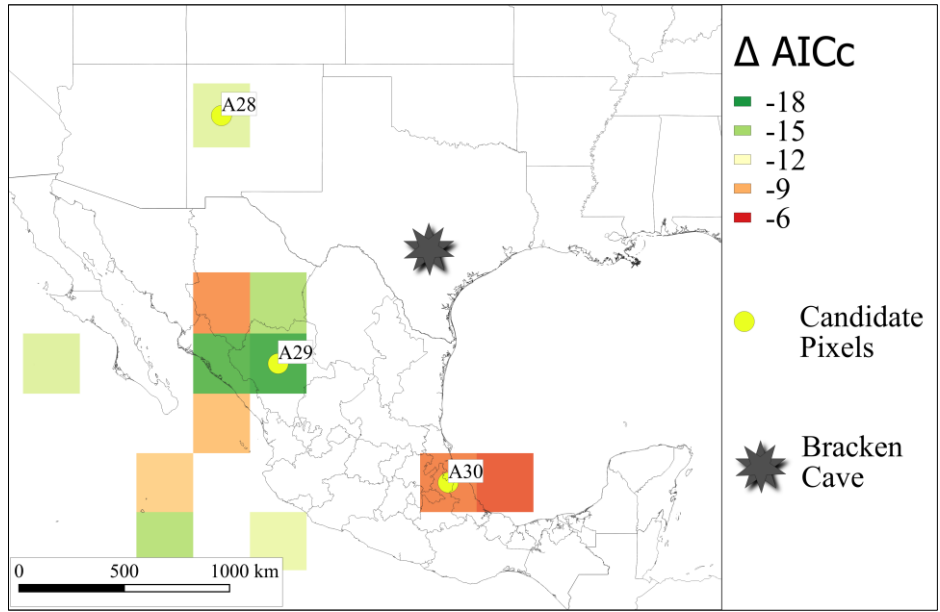 A28
A29
A30
0 500 1000 km
Δ AICc
-18
-15
-12
-9
-6
Candidate
Pixels
Bracken
Cave